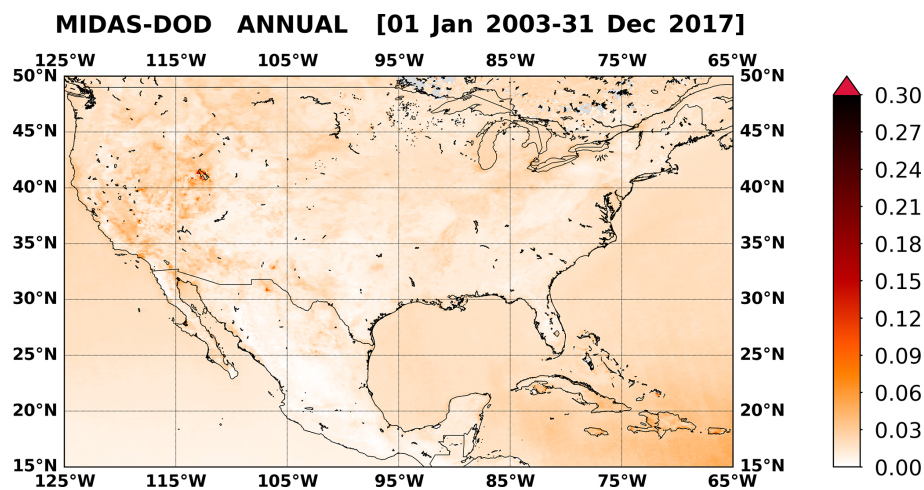 MIDAS-DOD ANNUAL [01 Jan 2003-31 Dec 2017]
125°W 115°W 105°W 95°W 85°W 75°W 65°W
50°N 50°N
45°N 45°N
40°N 40°N
35°N 35°N
30°N 30°N
25°N 25°N
20°N 20°N
15°N 15°N
125°W 115°W 105°W 95°W 85°W 75°W 65°W
0.30
0.27
0.24
0.21
0.18
0.15
0.12
0.09
0.06
0.03
0.00